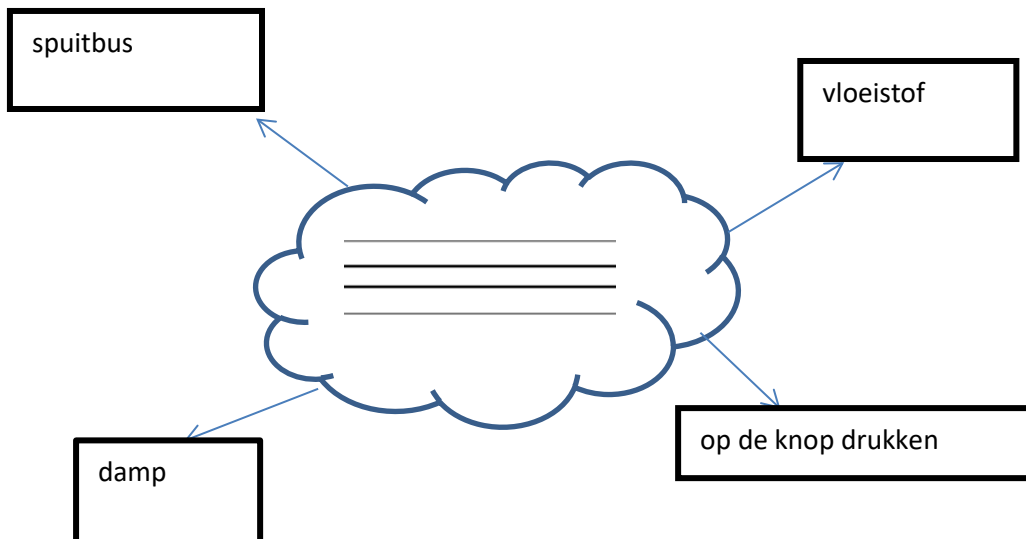 spuitbus
vloeistof
damp
op de knop drukken